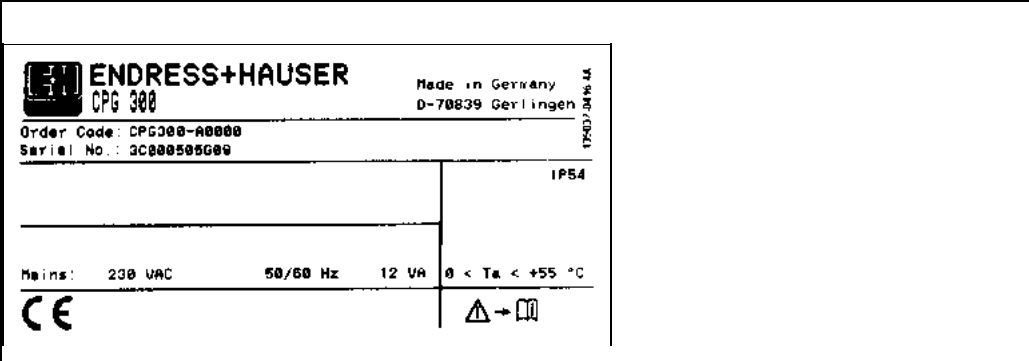 ENDRESS+HAUSER
CPG 300
Made in Germany
D-70839 Gerlingen
Order Code: CPG300-A0000
Serial No.: 3C000505G09
IP54
Mains: 230 VAC 50/60 Hz 12 VA 0 < Ta < +55 °C
CE